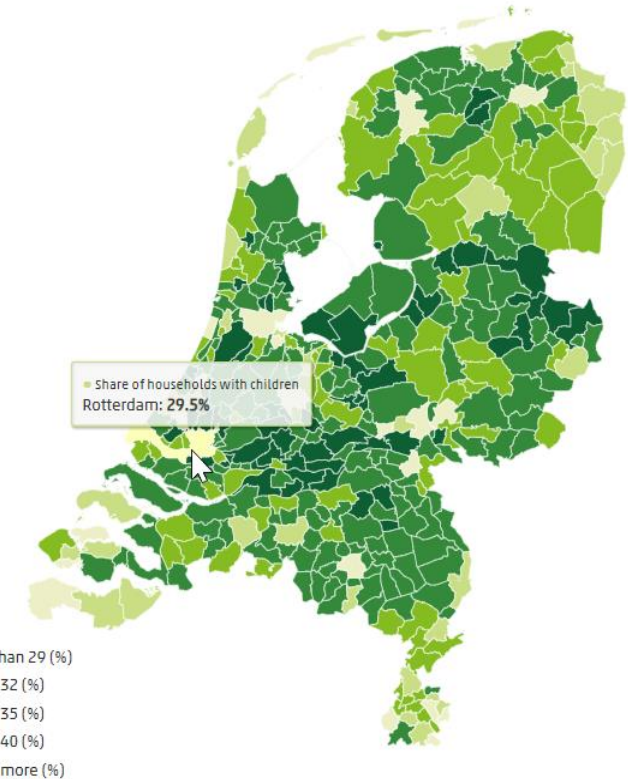 Share of households with children
Rotterdam: 29.5%
han 29 (%)
32 (%)
35 (%)
40 (%)
more (%)